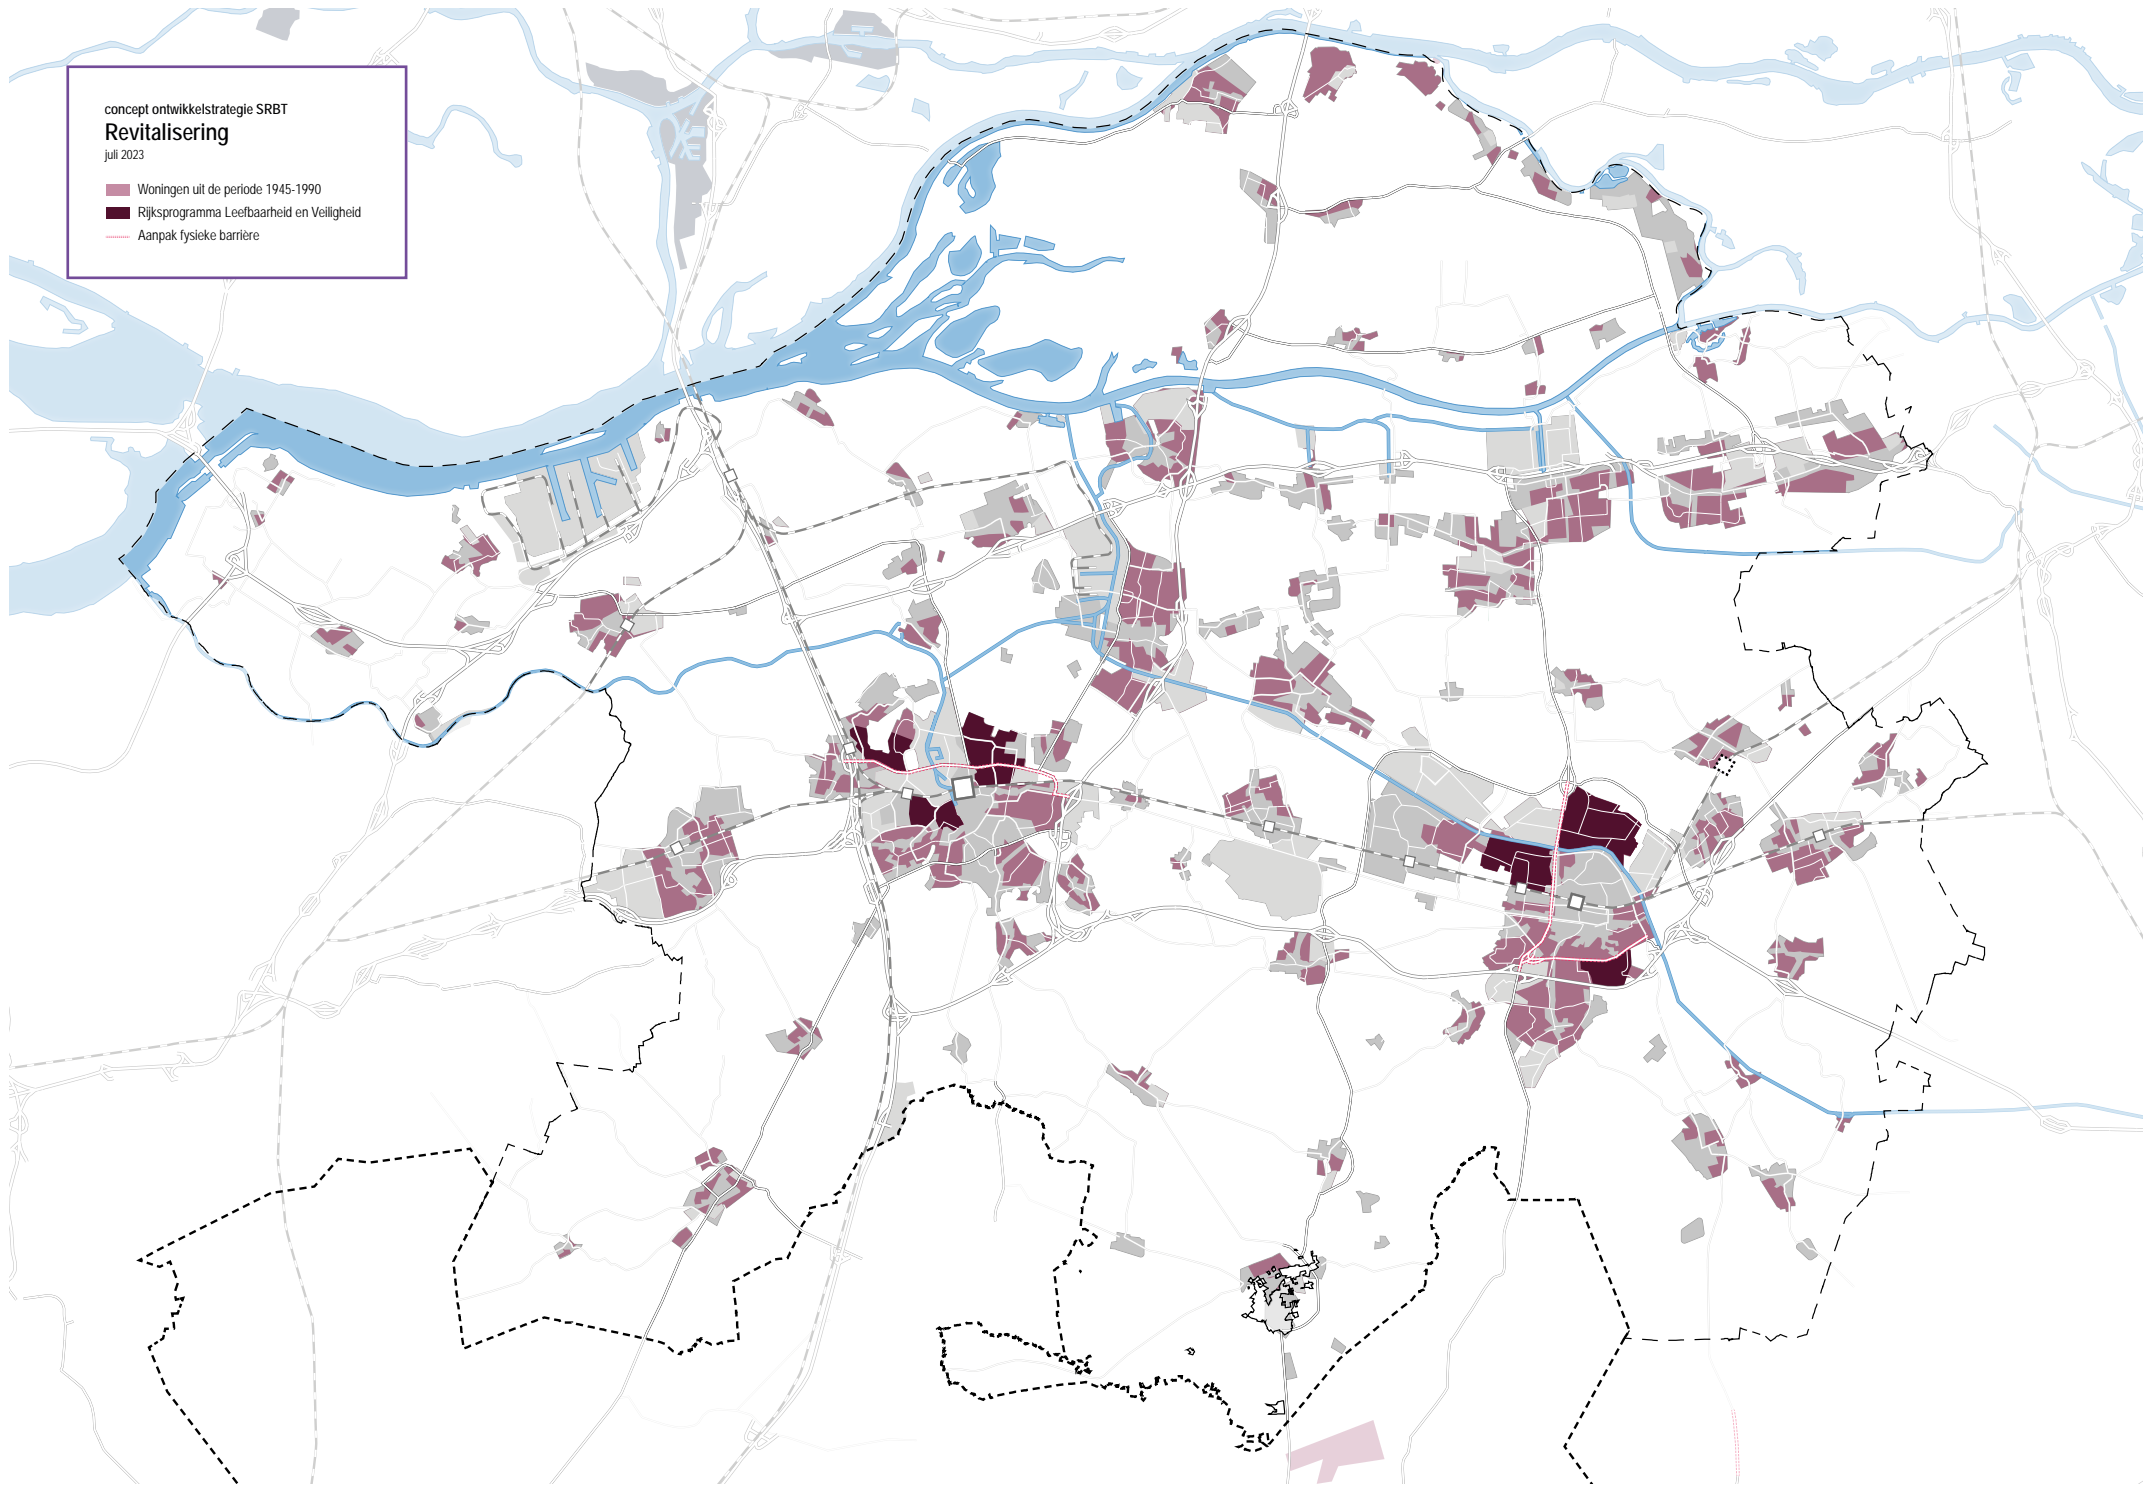 concept ontwikkelstrategie SRBT
Revitalisering
juli 2023
Woningen uit de periode 1945-1990
Rijksprogramma Leefbaarheid en Veiligheid
Aanpak fysieke barrière